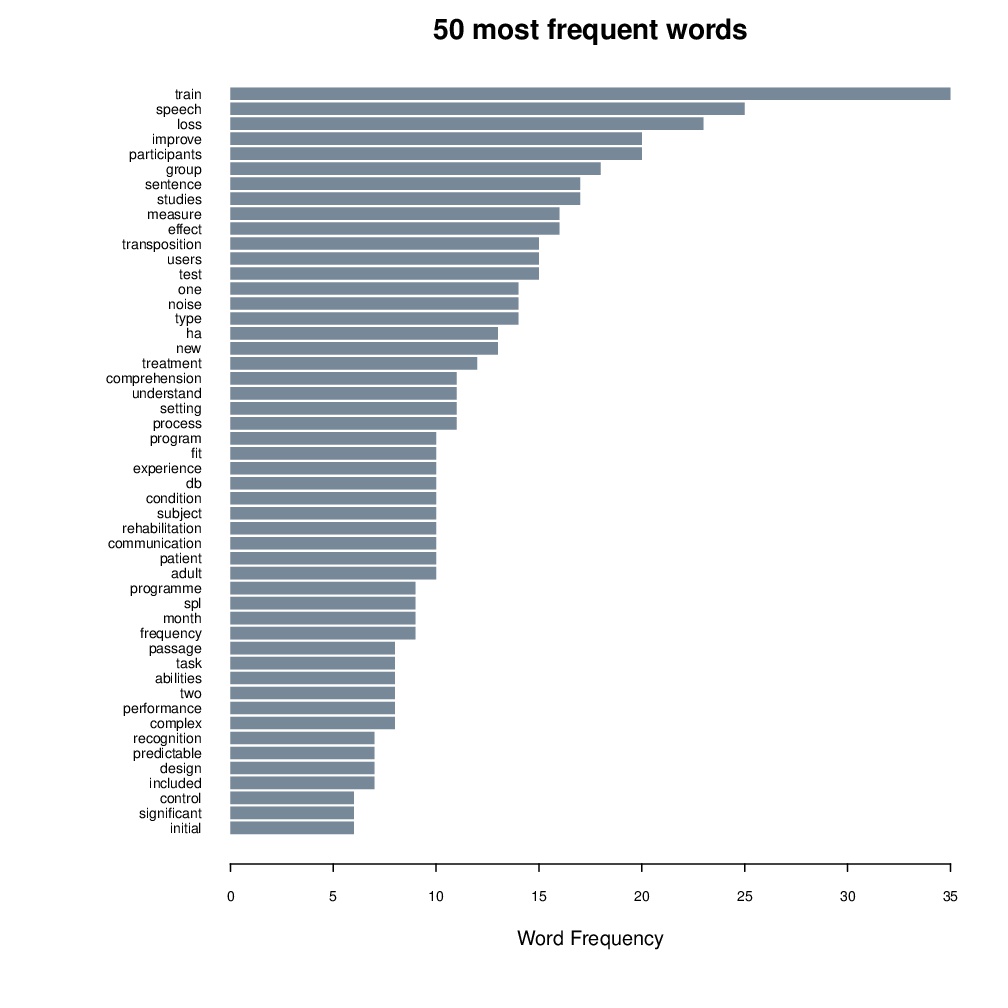 50 most frequent words
train
speech
loss
improve
participants
group
sentence
studies
measure
effect
transposition
users
test
one
noise
type
ha
new
treatment
comprehension
understand
setting
process
program
fit
experience
db
condition
subject
rehabilitation
communication
patient
adult
programme
spl
month
frequency
passage
task
abilities
two
performance
complex
recognition
predictable
design
included
control
significant
initial
0 5 10 15 20 25 30 35
Word Frequency